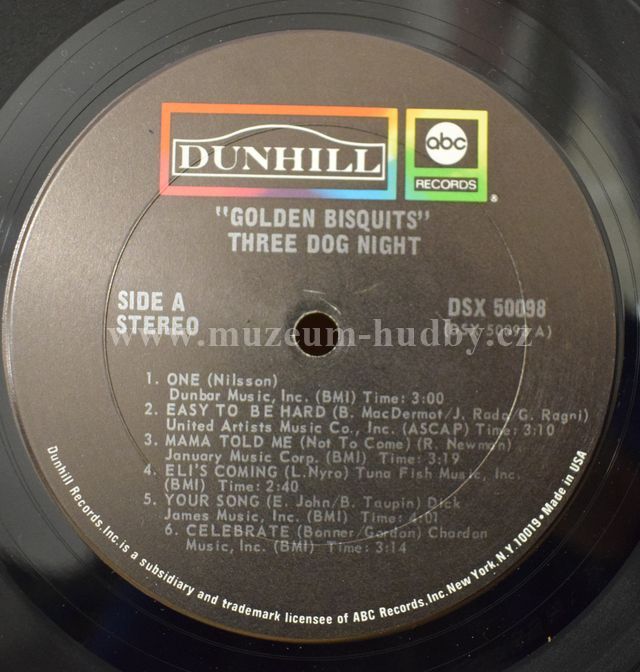 DUNHILL
abc
RECORDS
®
"GOLDEN BISQUITS"
THREE DOG NIGHT
SIDE A
STEREO
DSX 50098
(DSX-50098-A)
www.muzeum-hudby.cz
1. ONE (Nilsson)
Dunbar Music, Inc. (BMI) Time: 3:00
2. EASY TO BE HARD (B. MacDermot/J. Rado/G. Ragni)
United Artists Music Co., Inc. (ASCAP) Time: 3:10
3. MAMA TOLD ME (Not To Come) (R. Newman)
January Music Corp. (BMI) Time: 3:19
4. ELI'S COMING (L.Nyro) Tuna Fish Music, Inc.
(BMI) Time: 2:40
5. YOUR SONG (E. John/B. Taupin) Dick
James Music, Inc. (BMI) Time: 4:01
6. CELEBRATE (Bonner/Gordon) Chardon
Music, Inc. (BMI) Time: 3:14
Dunhill Records, Inc. is a subsidiary and trademark licensee of ABC Records, Inc. New York, N.Y. 10019 • Made in USA